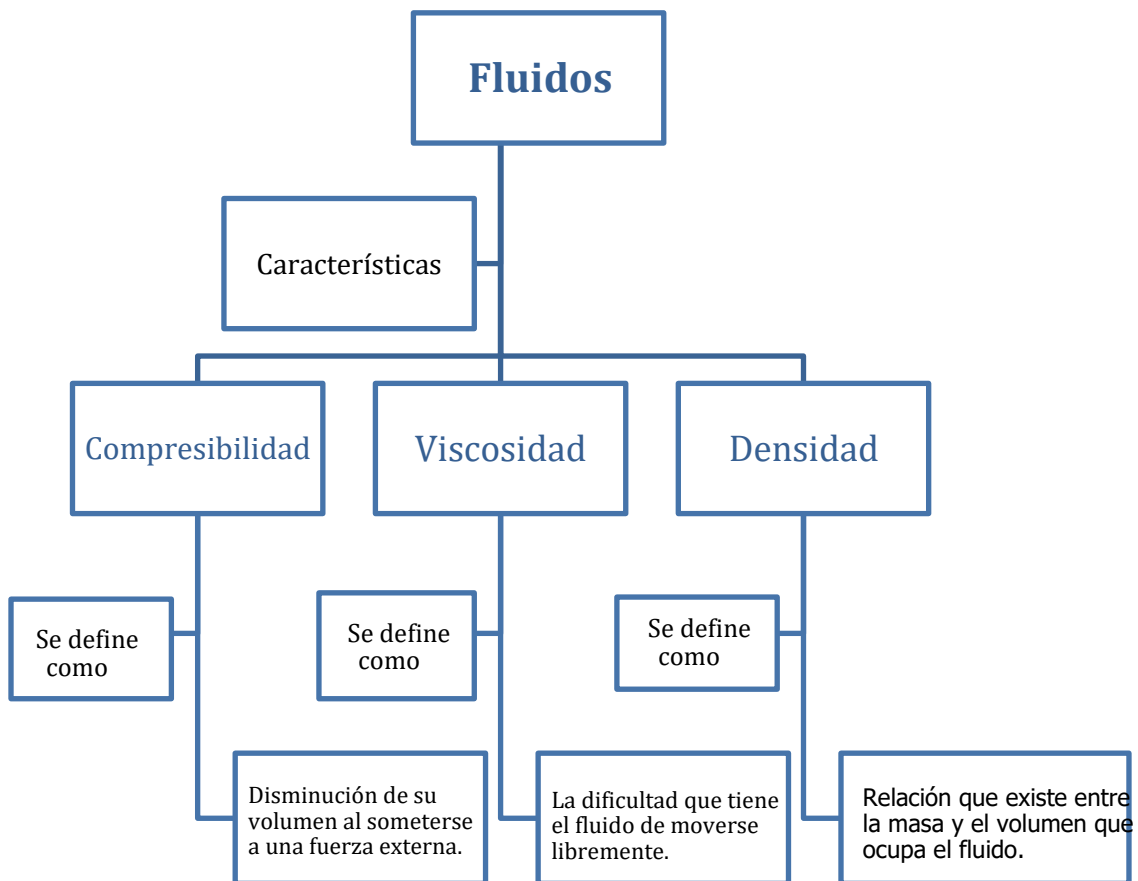 Fluidos
Caracterı́sticas
Compresibilidad
Viscosidad
Densidad
Se define
como
Se define
como
Se define
como
Disminución de su
volumen al someterse
a una fuerza externa.
La dificultad que tiene
el fluido de moverse
libremente.
Relación que existe entre
la masa y el volumen que
ocupa el fluido.